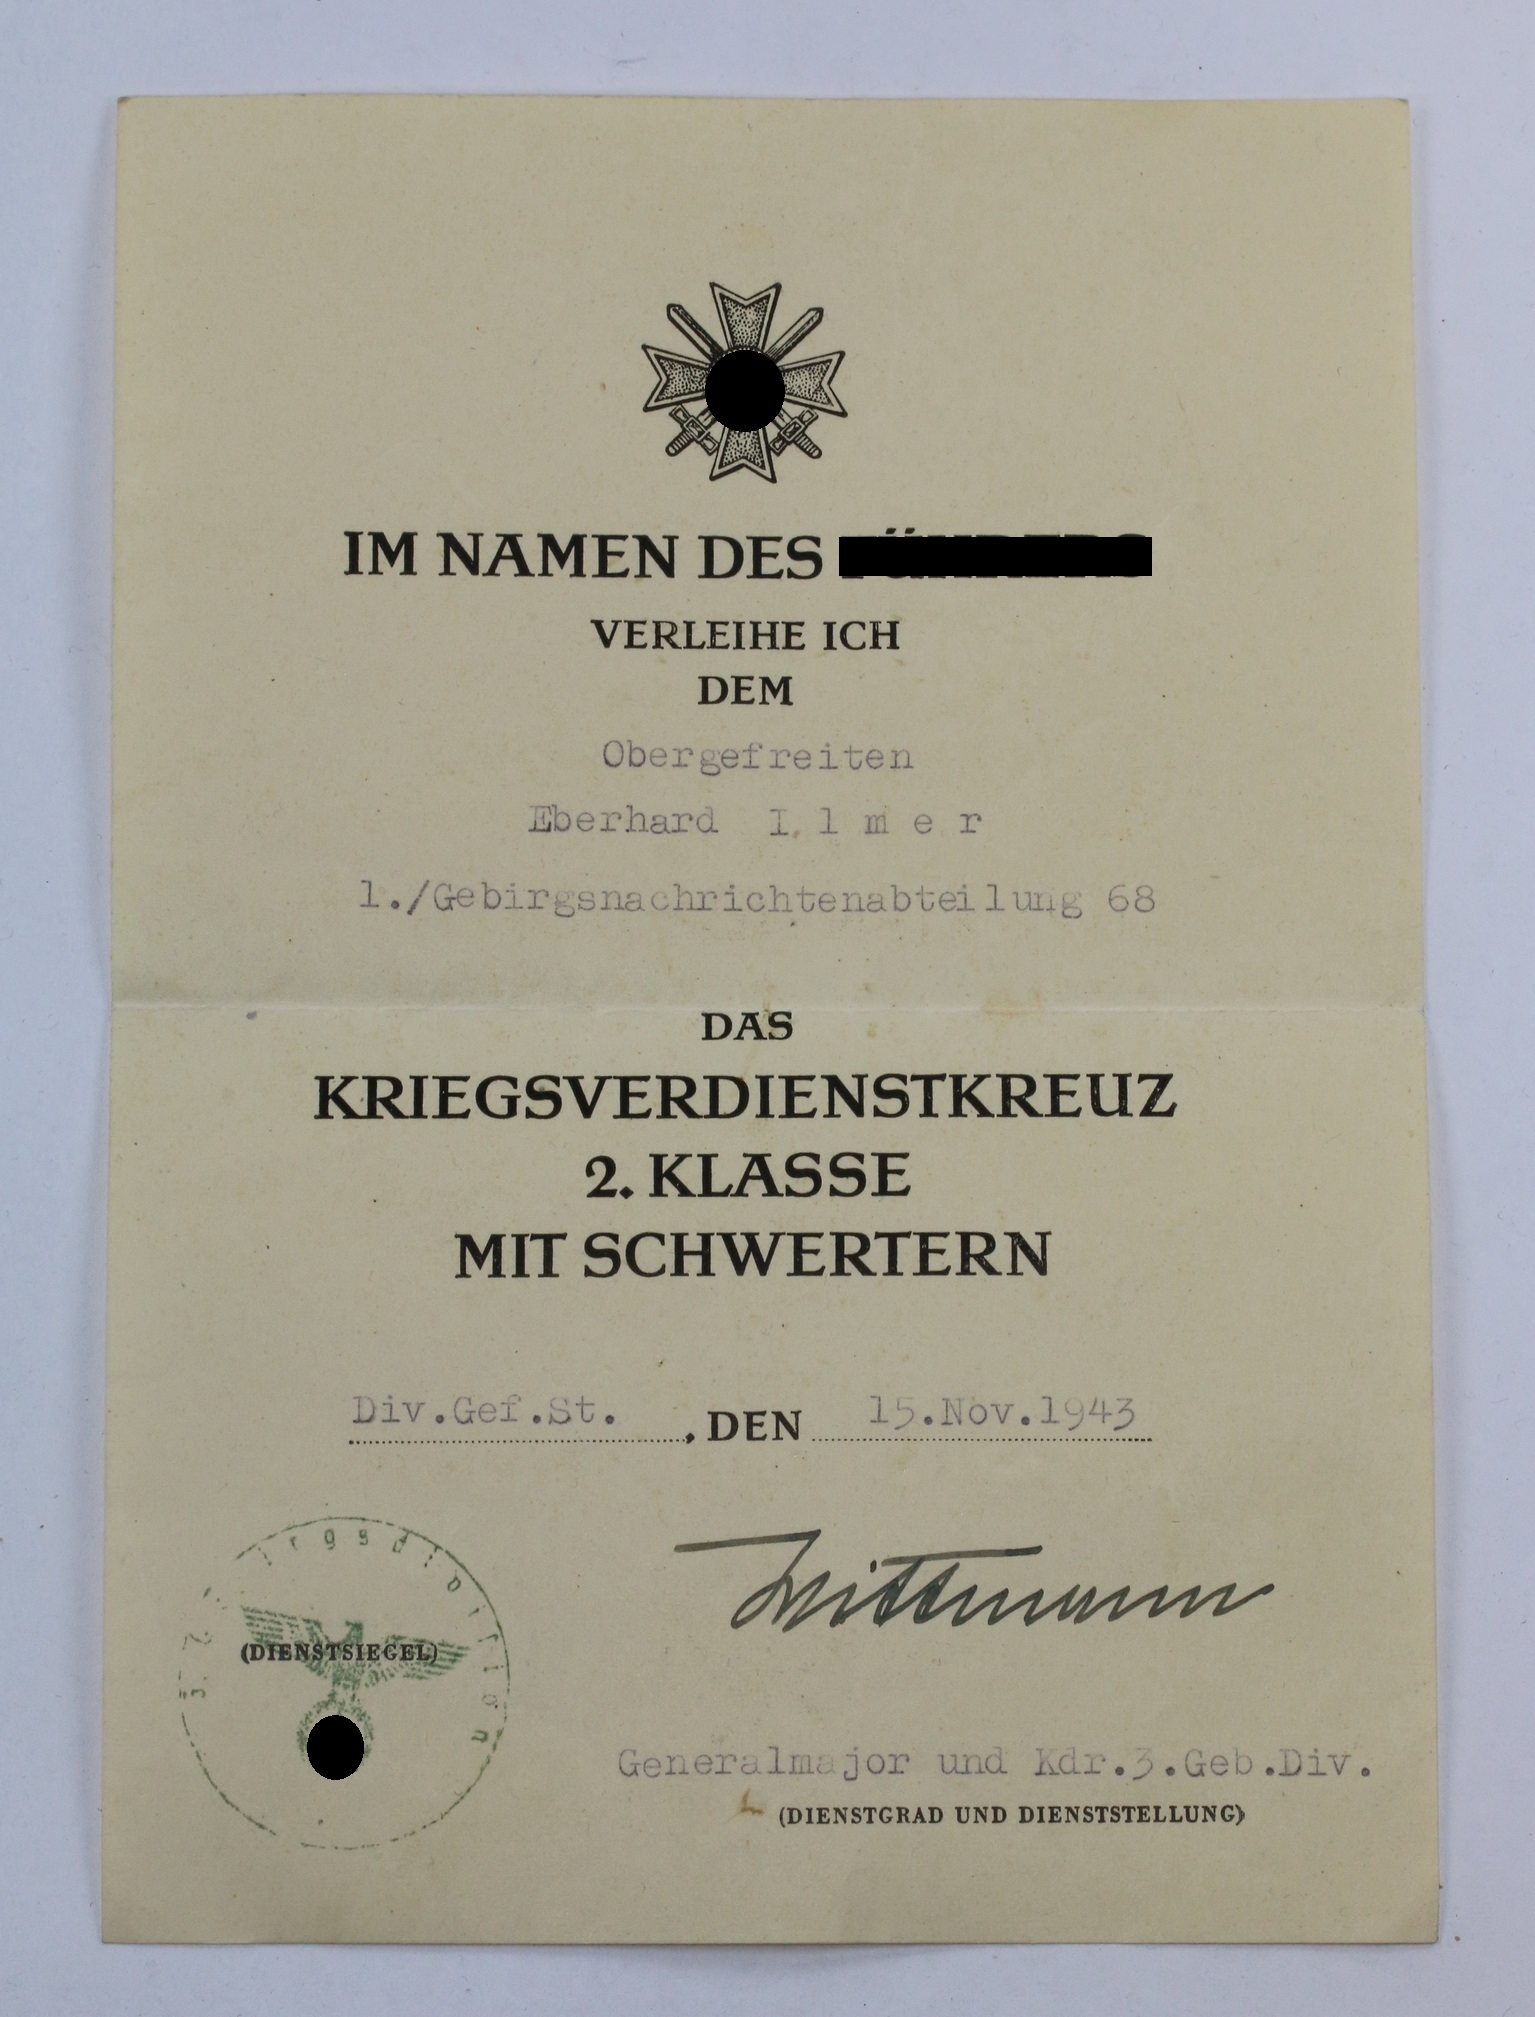 IM NAMEN DES
VERLEIHE ICH
DEM
Obergefreiten
Eberhard I l m e r
1./Gebirgsnachrichtenabteilung 68
DAS
KRIEGSVERDIENSTKREUZ
2. KLASSE
MIT SCHWERTERN
Div.Gef.St. , DEN 15.Nov.1943
Wittmann
(DIENSTSIEGEL)
Generalmajor und Kdr.3.Geb.Div.
(DIENSTGRAD UND DIENSTSTELLUNG)